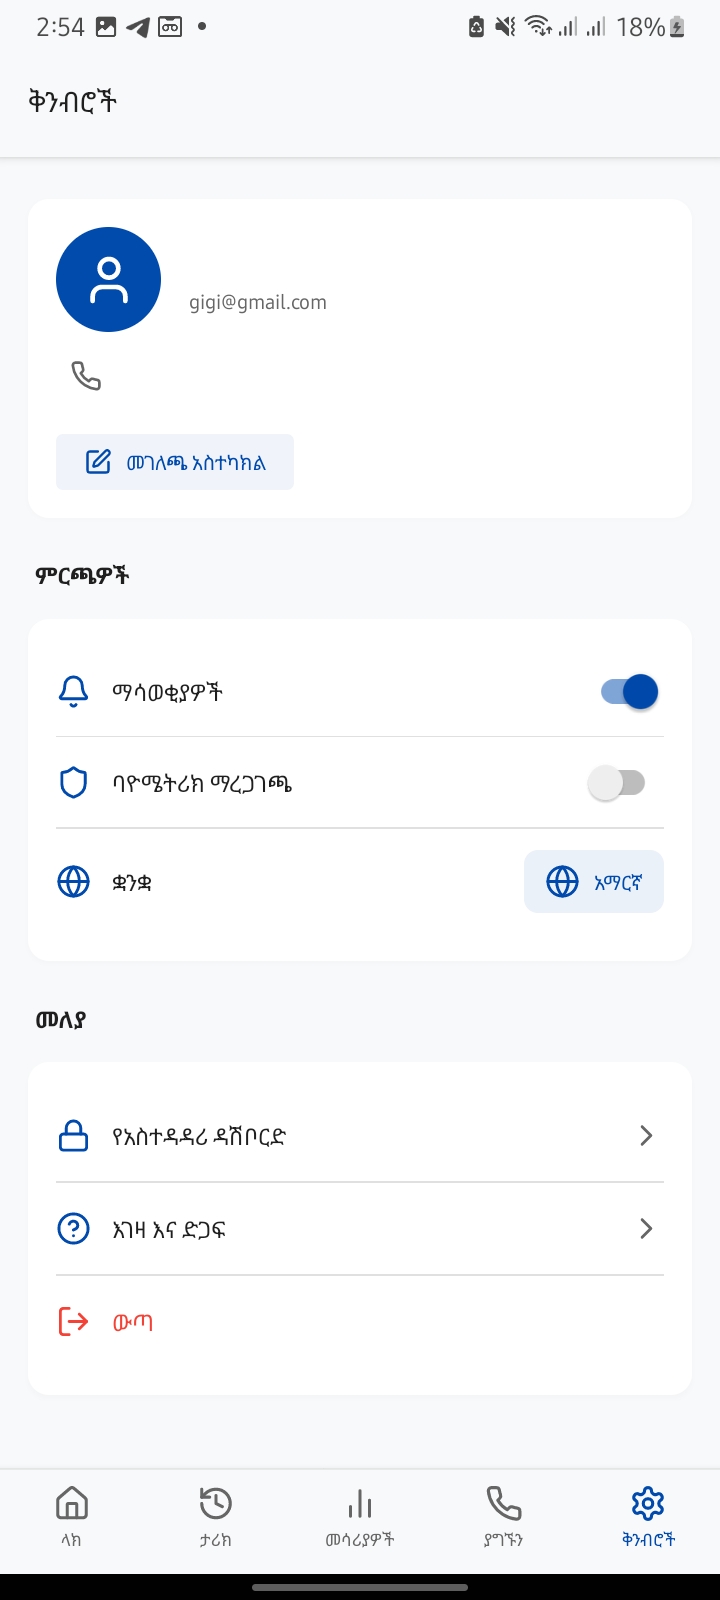 2:54
18%
ቅንብሮች
gigi@gmail.com
መገለጫ አስተካክል
ምርጫዎች
ማሳወቂያዎች
ባዮሜትሪክ ማረጋገጫ
ቋንቋ
አማርኛ
መለያ
የአስተዳዳሪ ዳሽቦርድ
እገዛ እና ድጋፍ
ውጣ
ላክ
ታሪክ
መሳሪያዎች
ያግኙን
ቅንብሮች